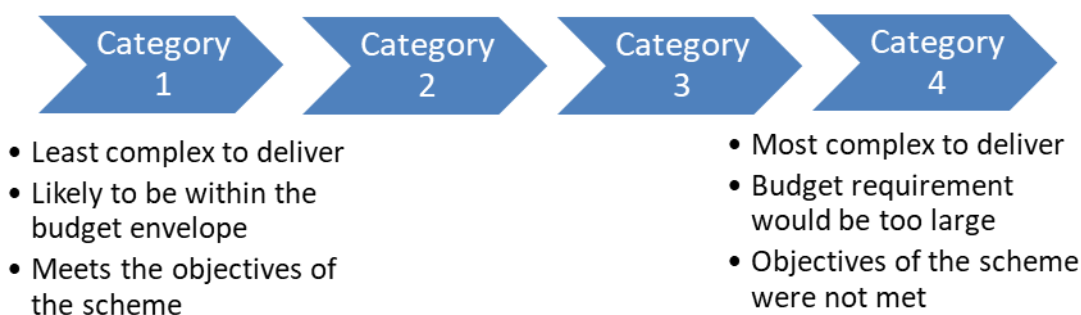 Category
1
Category
2
Category
3
Category
4
• Least complex to deliver
• Likely to be within the
budget envelope
• Meets the objectives of
the scheme
• Most complex to deliver
• Budget requirement
would be too large
• Objectives of the scheme
were not met